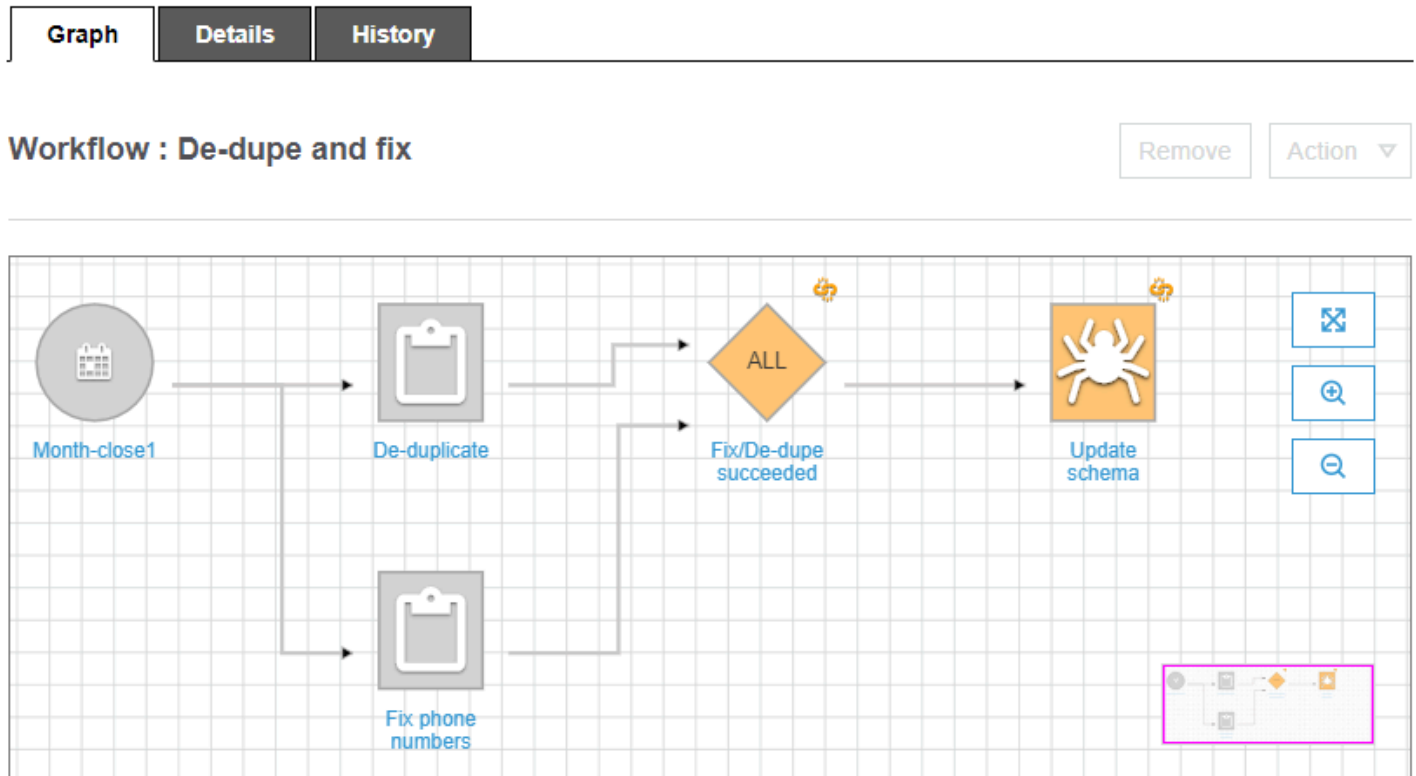 Graph Details History
Workflow : De-dupe and fix
Remove Action
ALL
Month-close1 De-duplicate Fix/De-dupe Update
succeeded schema
Fix phone
numbers